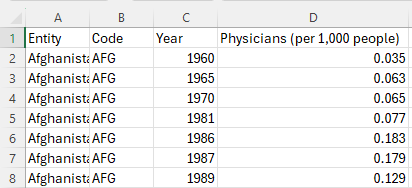 A B C D
1 Entity Code Year Physicians (per 1,000 people)
2 Afghanista AFG 1960 0.035
3 Afghanista AFG 1965 0.063
4 Afghanista AFG 1970 0.065
5 Afghanista AFG 1981 0.077
6 Afghanista AFG 1986 0.183
7 Afghanista AFG 1987 0.179
8 Afghanista AFG 1989 0.129